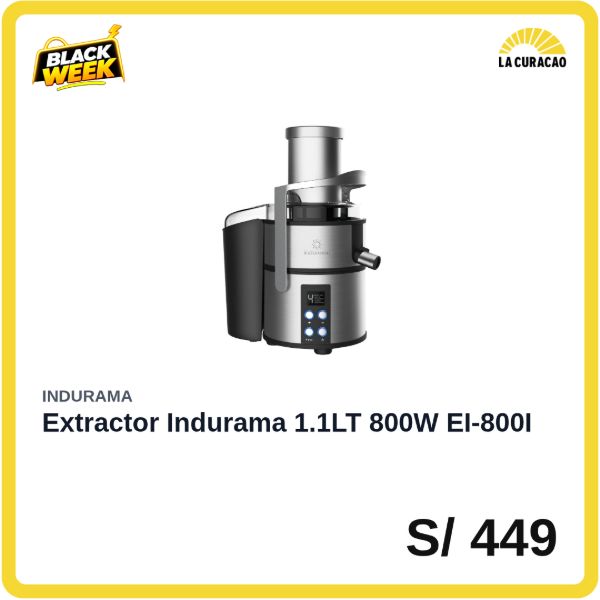 BLACK
WEEK
LA CURACAO
INDURAMA
Extractor Indurama 1.1LT 800W EI-800I
S/ 449